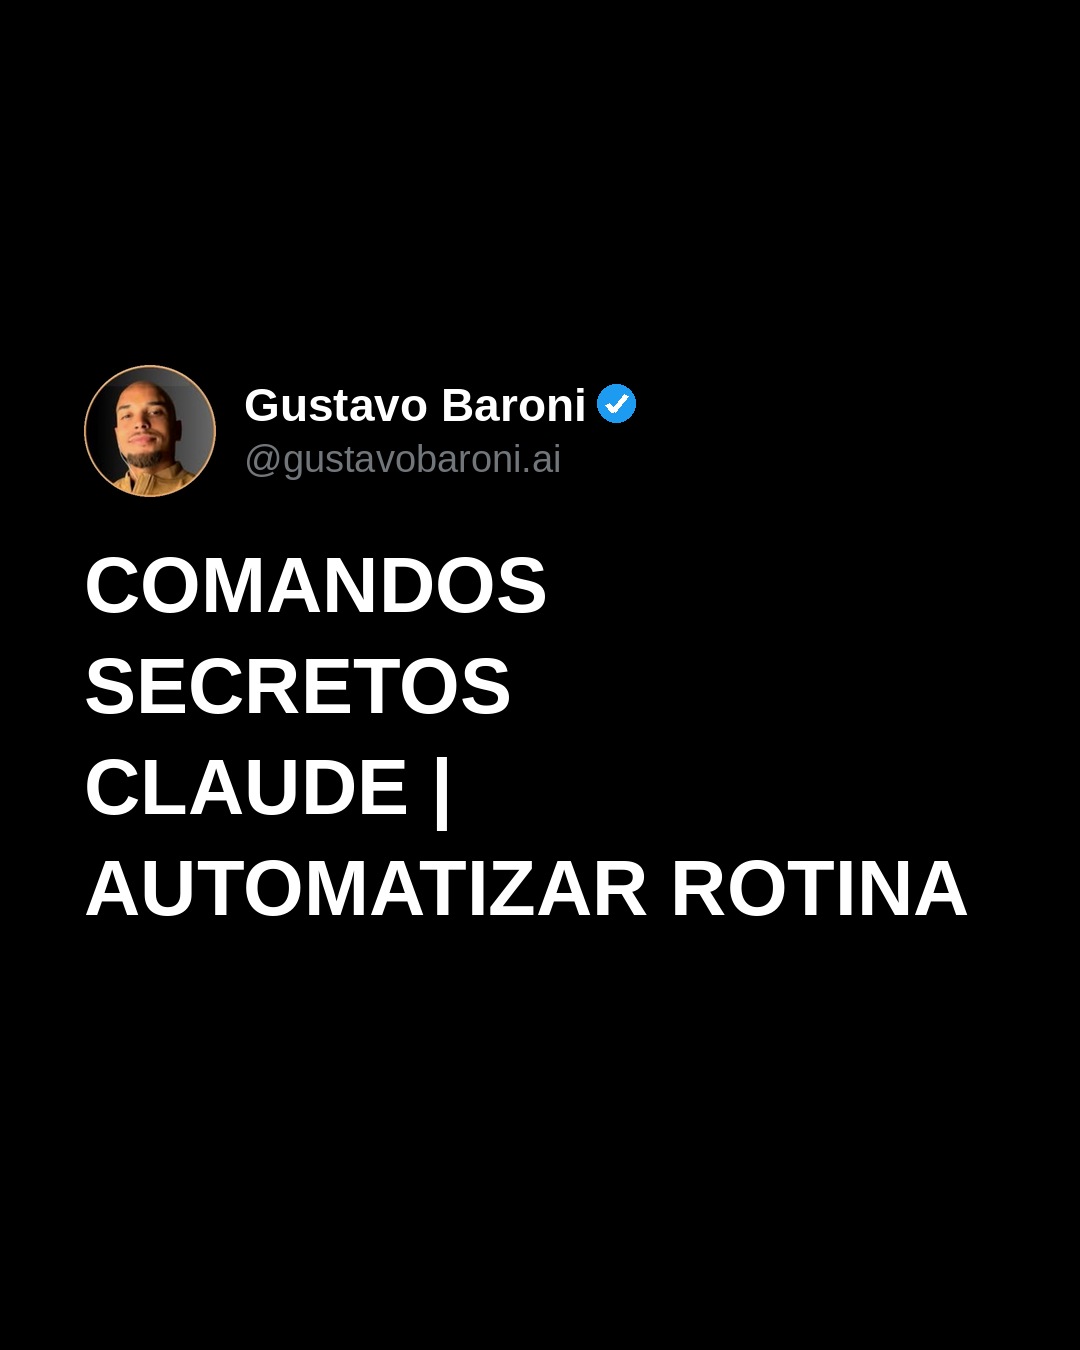 Gustavo Baroni
@gustavobaroni.ai
COMANDOS
SECRETOS
CLAUDE |
AUTOMATIZAR ROTINA